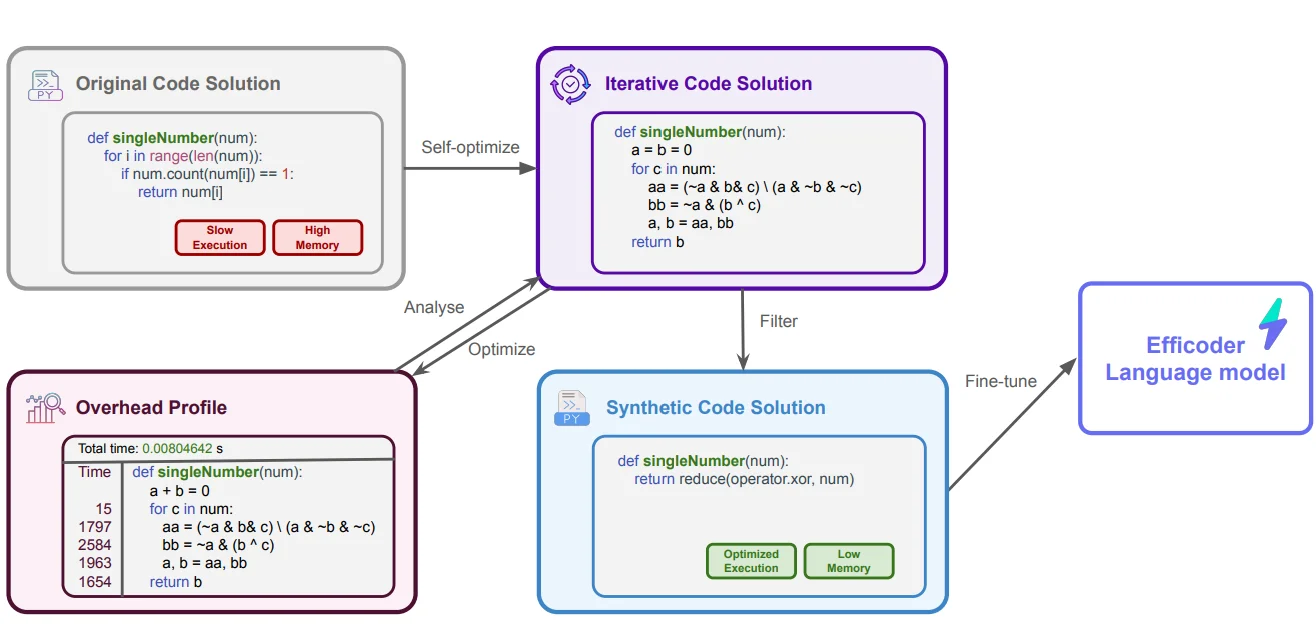 Original Code Solution
PY
def singleNumber(num):
for i in range(len(num)):
if num.count(num[i]) == 1:
return num[i]
Slow
Execution
High
Memory
Self-optimize
Iterative Code Solution
def singleNumber(num):
a = b = 0
for c in num:
aa = (~a & b& c) \ (a & ~b & ~c)
bb = ~a & (b ^ c)
a, b = aa, bb
return b
Analyse
Optimize
Filter
Overhead Profile
Total time: 0.00804642 s
Time def singleNumber(num):
a + b = 0
15 for c in num:
1797 aa = (~a & b& c) \ (a & ~b & ~c)
2584 bb = ~a & (b ^ c)
1963 a, b = aa, bb
1654 return b
Synthetic Code Solution
PY
def singleNumber(num):
return reduce(operator.xor, num)
Optimized
Execution
Low
Memory
Fine-tune
Efficoder
Language model